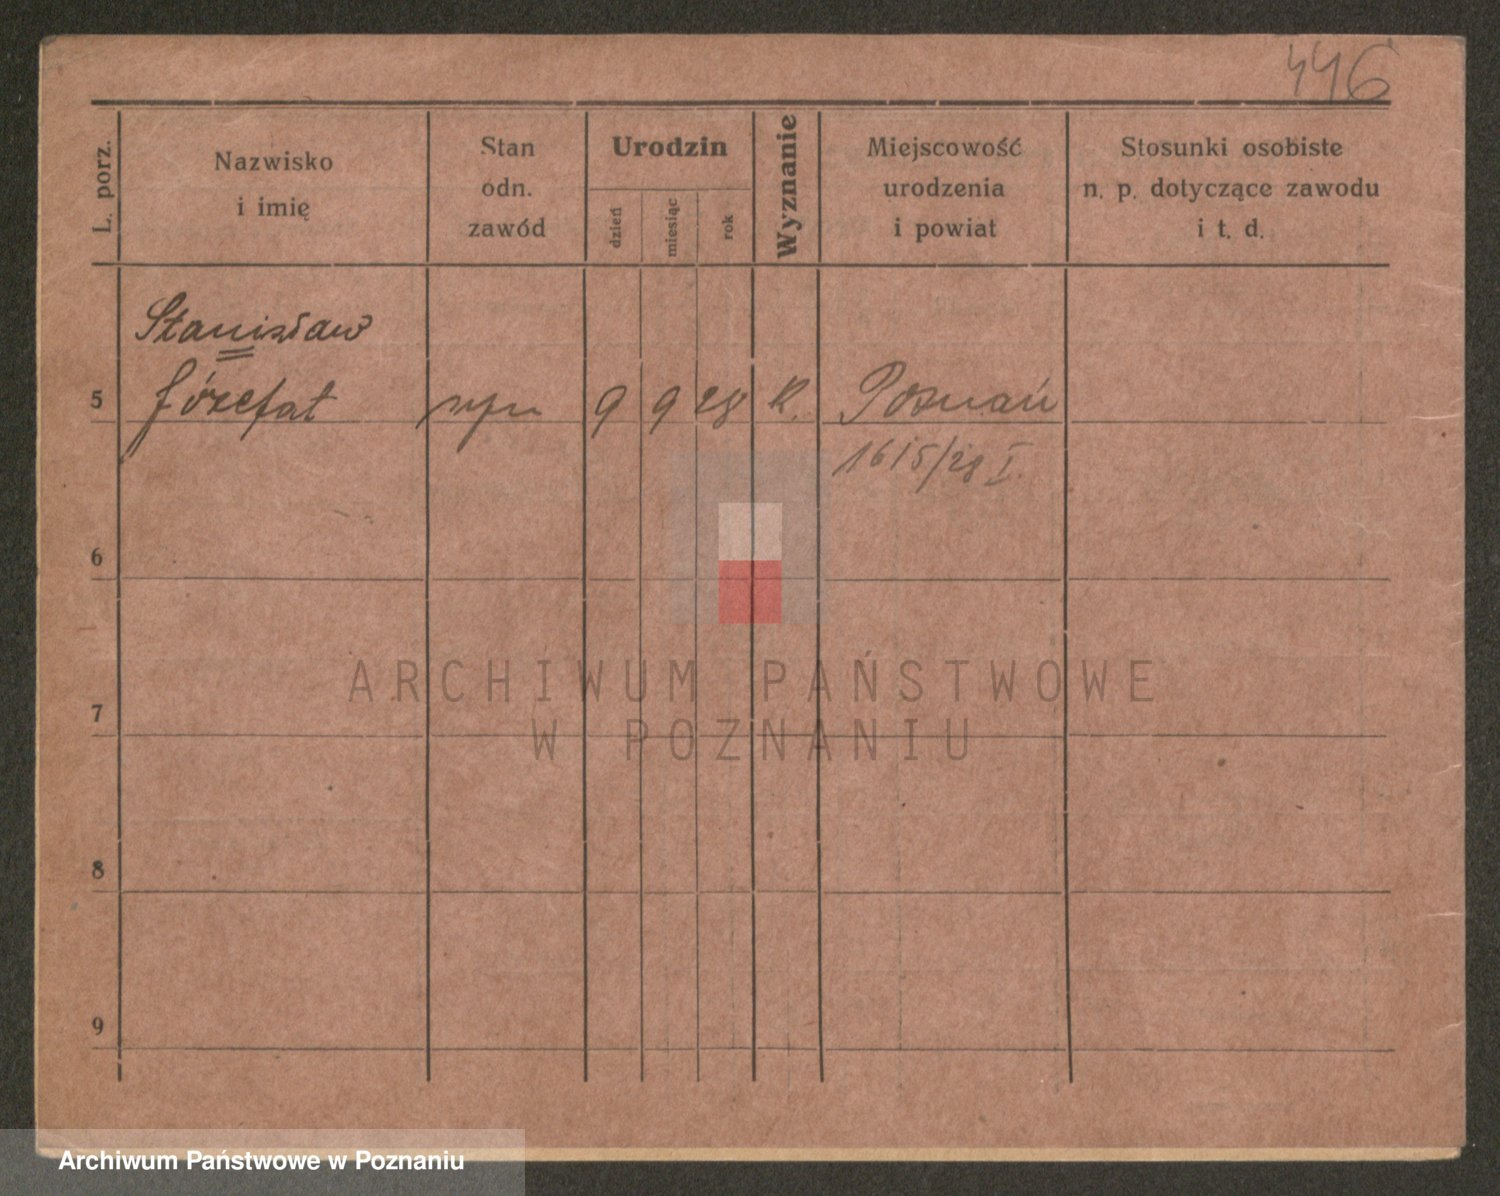 446
L. porz.
Nazwisko
i imię
Stan
odn.
zawód
Urodzin
dzień
miesiąc
rok
Wyznanie
Miejscowość
urodzenia
i powiat
Stosunki osobiste
n. p. dotyczące zawodu
i t. d.
Stanisław
5 Józefat syn 9 9 28 K. Poznań
1615/28 I.
6
7
8
9
ARCHIWUM PAŃSTWOWE
W POZNANIU
Archiwum Państwowe w Poznaniu